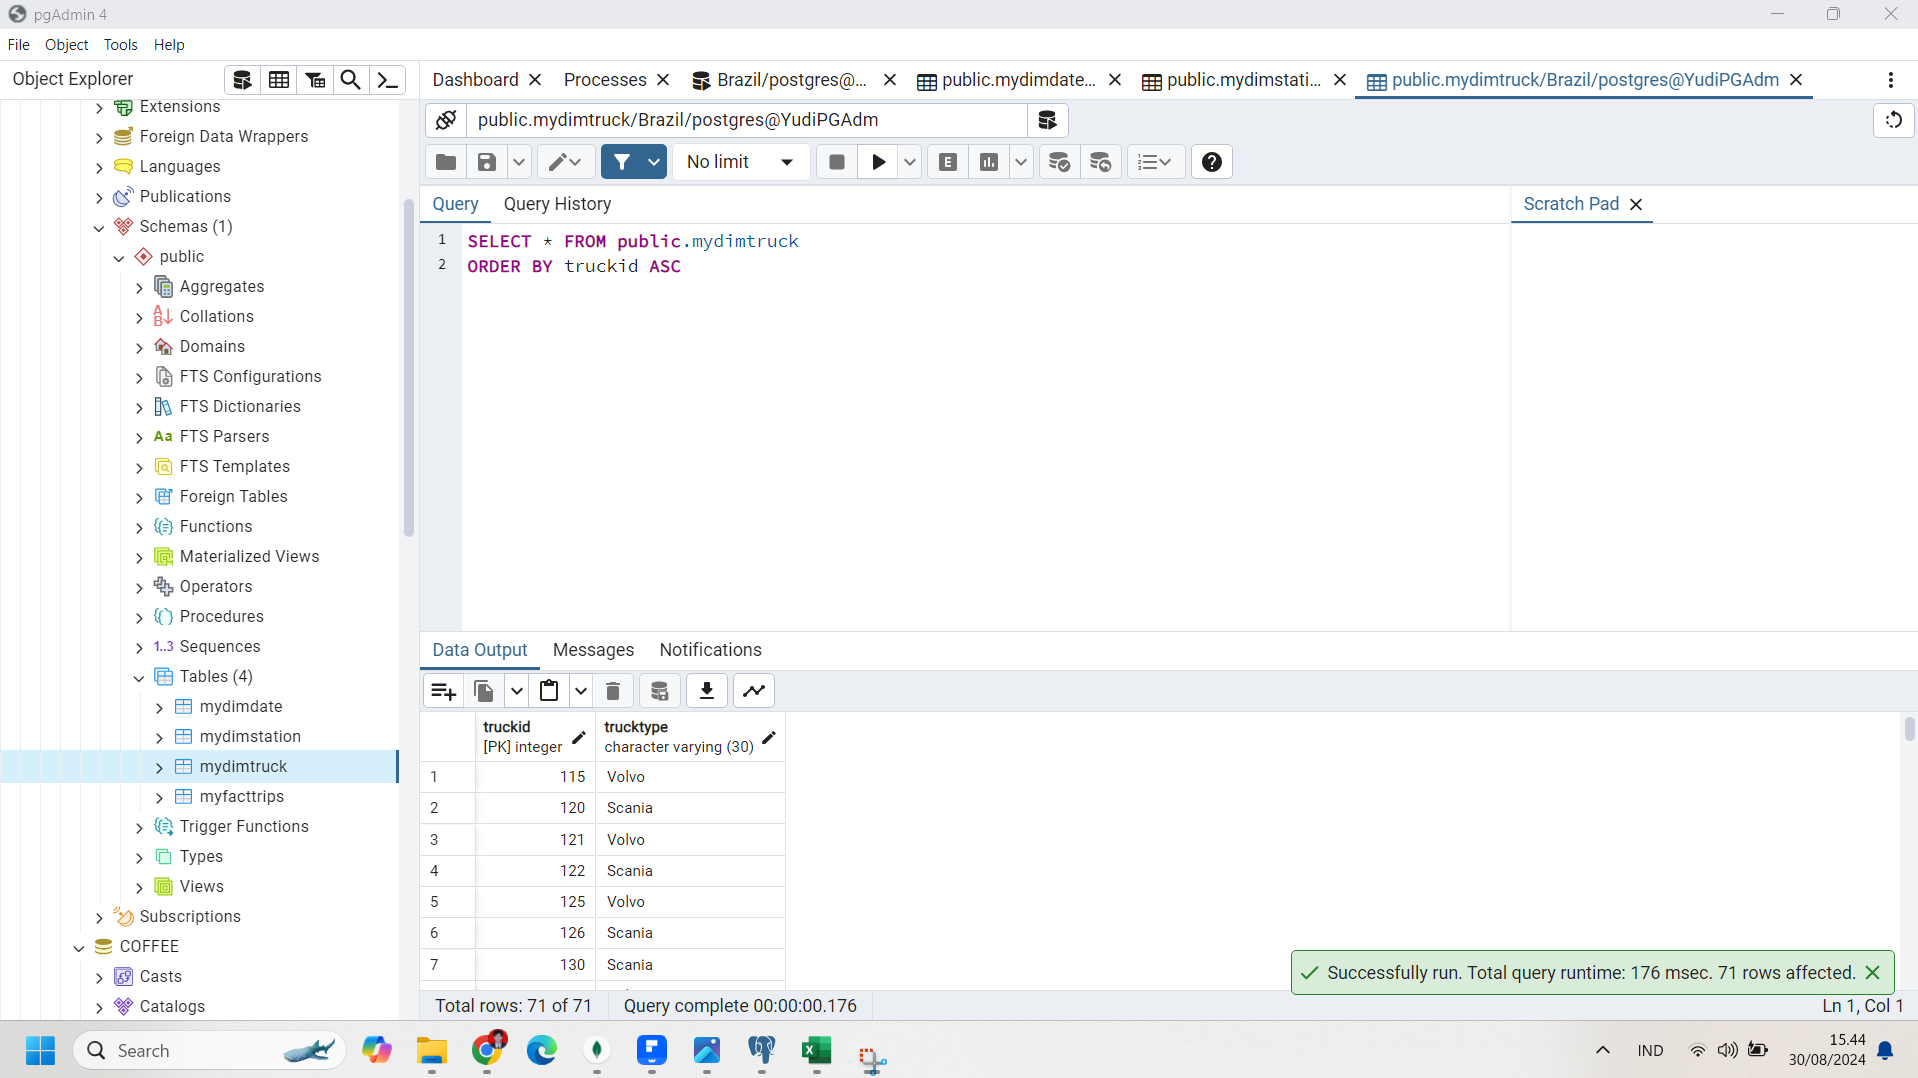 pgAdmin 4
File Object Tools Help
Object Explorer
Dashboard
Processes
Brazil/postgres@...
public.mydimdate...
public.mydimstati...
public.mydimtruck/Brazil/postgres@YudiPGAdm
Extensions
Foreign Data Wrappers
Languages
Publications
Schemas (1)
public
Aggregates
Collations
Domains
FTS Configurations
FTS Dictionaries
Aa FTS Parsers
FTS Templates
Foreign Tables
Functions
Materialized Views
Operators
Procedures
1..3 Sequences
Tables (4)
mydimdate
mydimstation
mydimtruck
myfacttrips
Trigger Functions
Types
Views
Subscriptions
COFFEE
Casts
Catalogs
public.mydimtruck/Brazil/postgres@YudiPGAdm
No limit
E
Query Query History
Scratch Pad
1 SELECT * FROM public.mydimtruck
2 ORDER BY truckid ASC
Data Output Messages Notifications
truckid trucktype
[PK] integer character varying (30)
1 115 Volvo
2 120 Scania
3 121 Volvo
4 122 Scania
5 125 Volvo
6 126 Scania
7 130 Scania
Successfully run. Total query runtime: 176 msec. 71 rows affected.
Total rows: 71 of 71 Query complete 00:00:00.176 Ln 1, Col 1
Search
IND
15.44
30/08/2024